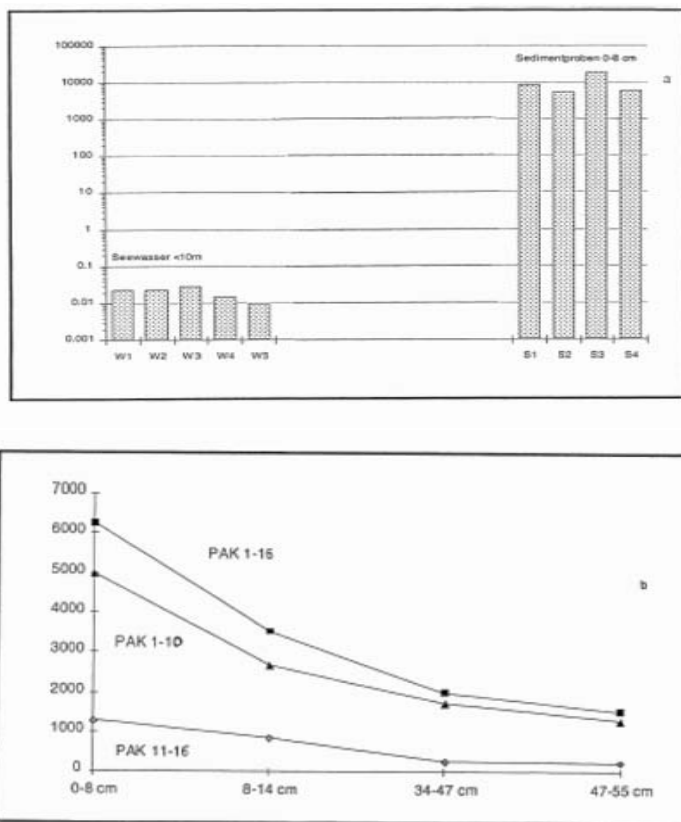 100000
Sedimentproben 0-8 cm
a
10000
1000
100
10
1
Seewasser <10m
0.1
0.01
0.001
W1 W2 W3 W4 W5 S1 S2 S3 S4
7000
6000
PAK 1-16
5000
b
4000
PAK 1-10
3000
2000
1000
PAK 11-16
0
0-8 cm 8-14 cm 34-47 cm 47-55 cm